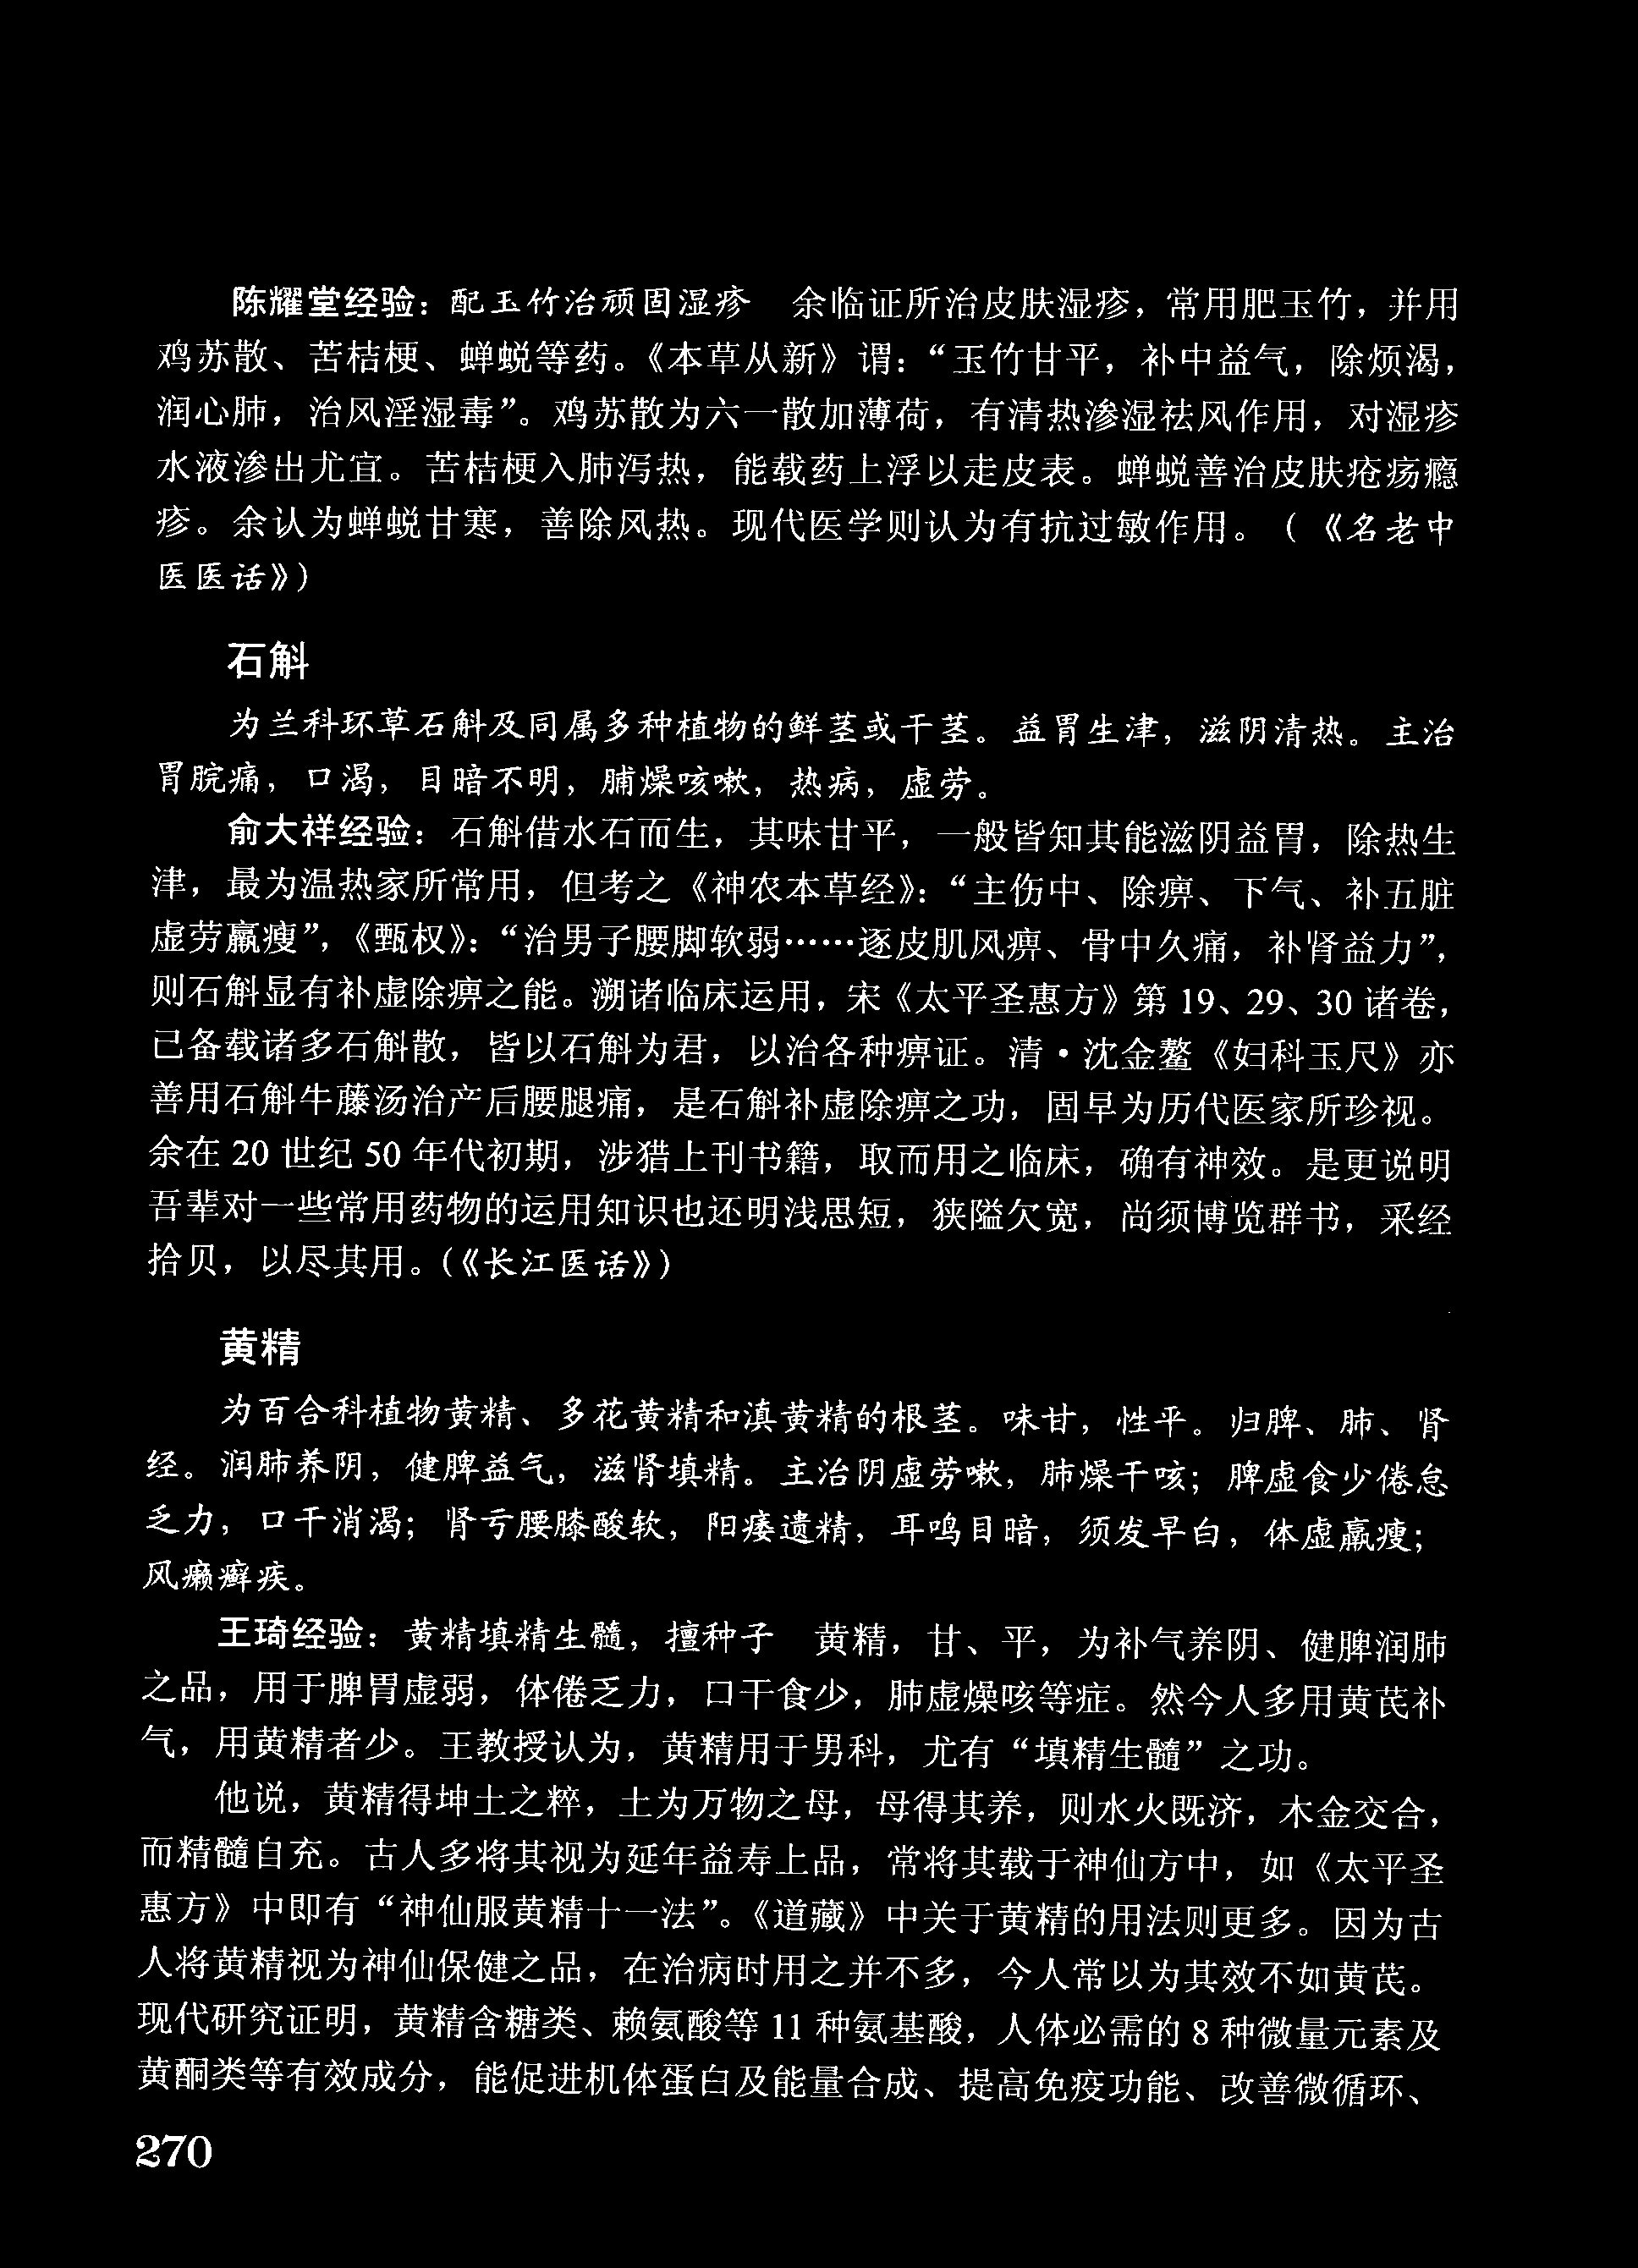 陈耀堂经验：配玉竹治顽固湿疹　余临证所治皮肤湿疹，常用肥玉竹，并用
鸡苏散、苦桔梗、蝉蜕等药。《本草从新》谓：“玉竹甘平，补中益气，除烦渴，
润心肺，治风淫湿毒”。鸡苏散为六一散加薄荷，有清热渗湿祛风作用，对湿疹
水液渗出尤宜。苦桔梗入肺泻热，能载药上浮以走皮表。蝉蜕善治皮肤疮疡瘾
疹。余认为蝉蜕甘寒，善除风热。现代医学则认为有抗过敏作用。（《名老中
医医话》）
石斛
为兰科环草石斛及同属多种植物的鲜茎或干茎。益胃生津，滋阴清热。主治
胃脘痛，口渴，目暗不明，脯燥咳嗽，热病，虚劳。
俞大祥经验：石斛借水石而生，其味甘平，一般皆知其能滋阴益胃，除热生
津，最为温热家所常用，但考之《神农本草经》：“主伤中、除痹、下气、补五脏
虚劳羸瘦”，《甄权》：“治男子腰脚软弱……逐皮肌风痹、骨中久痛，补肾益力”，
则石斛显有补虚除痹之能。溯诸临床运用，宋《太平圣惠方》第 19、29、30 诸卷，
已备载诸多石斛散，皆以石斛为君，以治各种痹证。清·沈金鳌《妇科玉尺》亦
善用石斛牛藤汤治产后腰腿痛，是石斛补虚除痹之功，固早为历代医家所珍视。
余在 20 世纪 50 年代初期，涉猎上刊书籍，取而用之临床，确有神效。是更说明
吾辈对一些常用药物的运用知识也还明浅思短，狭隘欠宽，尚须博览群书，采经
拾贝，以尽其用。（《长江医话》）
黄精
为百合科植物黄精、多花黄精和滇黄精的根茎。味甘，性平。归脾、肺、肾
经。润肺养阴，健脾益气，滋肾填精。主治阴虚劳嗽，肺燥干咳；脾虚食少倦怠
乏力，口干消渴；肾亏腰膝酸软，阳痿遗精，耳鸣目暗，须发早白，体虚羸瘦；
风癞癣疾。
王琦经验：黄精填精生髓，擅种子　黄精，甘、平，为补气养阴、健脾润肺
之品，用于脾胃虚弱，体倦乏力，口干食少，肺虚燥咳等症。然今人多用黄芪补
气，用黄精者少。王教授认为，黄精用于男科，尤有“填精生髓”之功。
他说，黄精得坤土之粹，土为万物之母，母得其养，则水火既济，木金交合，
而精髓自充。古人多将其视为延年益寿上品，常将其载于神仙方中，如《太平圣
惠方》中即有“神仙服黄精十一法”。《道藏》中关于黄精的用法则更多。因为古
人将黄精视为神仙保健之品，在治病时用之并不多，今人常以为其效不如黄芪。
现代研究证明，黄精含糖类、赖氨酸等 11 种氨基酸，人体必需的 8 种微量元素及
黄酮类等有效成分，能促进机体蛋白及能量合成、提高免疫功能、改善微循环、
270